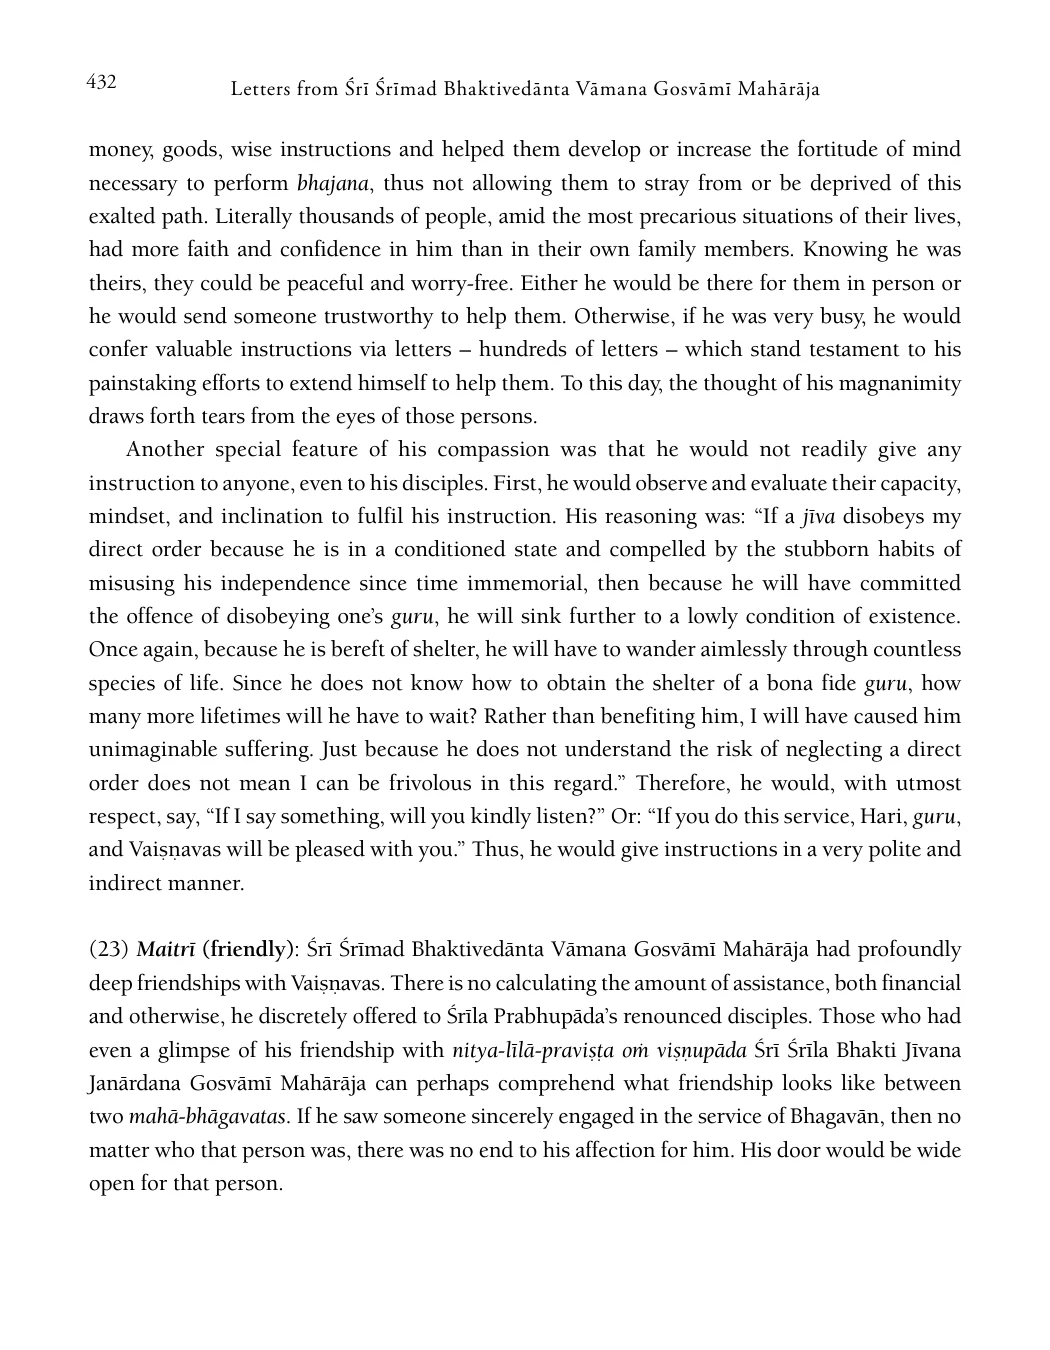 432
Letters from Śrī Śrīmad Bhaktivedānta Vāmana Gosvāmī Mahārāja
money, goods, wise instructions and helped them develop or increase the fortitude of mind
necessary to perform bhajana, thus not allowing them to stray from or be deprived of this
exalted path. Literally thousands of people, amid the most precarious situations of their lives,
had more faith and confidence in him than in their own family members. Knowing he was
theirs, they could be peaceful and worry-free. Either he would be there for them in person or
he would send someone trustworthy to help them. Otherwise, if he was very busy, he would
confer valuable instructions via letters – hundreds of letters – which stand testament to his
painstaking efforts to extend himself to help them. To this day, the thought of his magnanimity
draws forth tears from the eyes of those persons.
Another special feature of his compassion was that he would not readily give any
instruction to anyone, even to his disciples. First, he would observe and evaluate their capacity,
mindset, and inclination to fulfil his instruction. His reasoning was: “If a jīva disobeys my
direct order because he is in a conditioned state and compelled by the stubborn habits of
misusing his independence since time immemorial, then because he will have committed
the offence of disobeying one’s guru, he will sink further to a lowly condition of existence.
Once again, because he is bereft of shelter, he will have to wander aimlessly through countless
species of life. Since he does not know how to obtain the shelter of a bona fide guru, how
many more lifetimes will he have to wait? Rather than benefiting him, I will have caused him
unimaginable suffering. Just because he does not understand the risk of neglecting a direct
order does not mean I can be frivolous in this regard.” Therefore, he would, with utmost
respect, say, “If I say something, will you kindly listen?” Or: “If you do this service, Hari, guru,
and Vaiṣṇavas will be pleased with you.” Thus, he would give instructions in a very polite and
indirect manner.
(23) Maitrī (friendly): Śrī Śrīmad Bhaktivedānta Vāmana Gosvāmī Mahārāja had profoundly
deep friendships with Vaiṣṇavas. There is no calculating the amount of assistance, both financial
and otherwise, he discretely offered to Śrīla Prabhupāda’s renounced disciples. Those who had
even a glimpse of his friendship with nitya-līlā-praviṣṭa oṁ viṣṇupāda Śrī Śrīla Bhakti Jīvana
Janārdana Gosvāmī Mahārāja can perhaps comprehend what friendship looks like between
two mahā-bhāgavatas. If he saw someone sincerely engaged in the service of Bhagavān, then no
matter who that person was, there was no end to his affection for him. His door would be wide
open for that person.